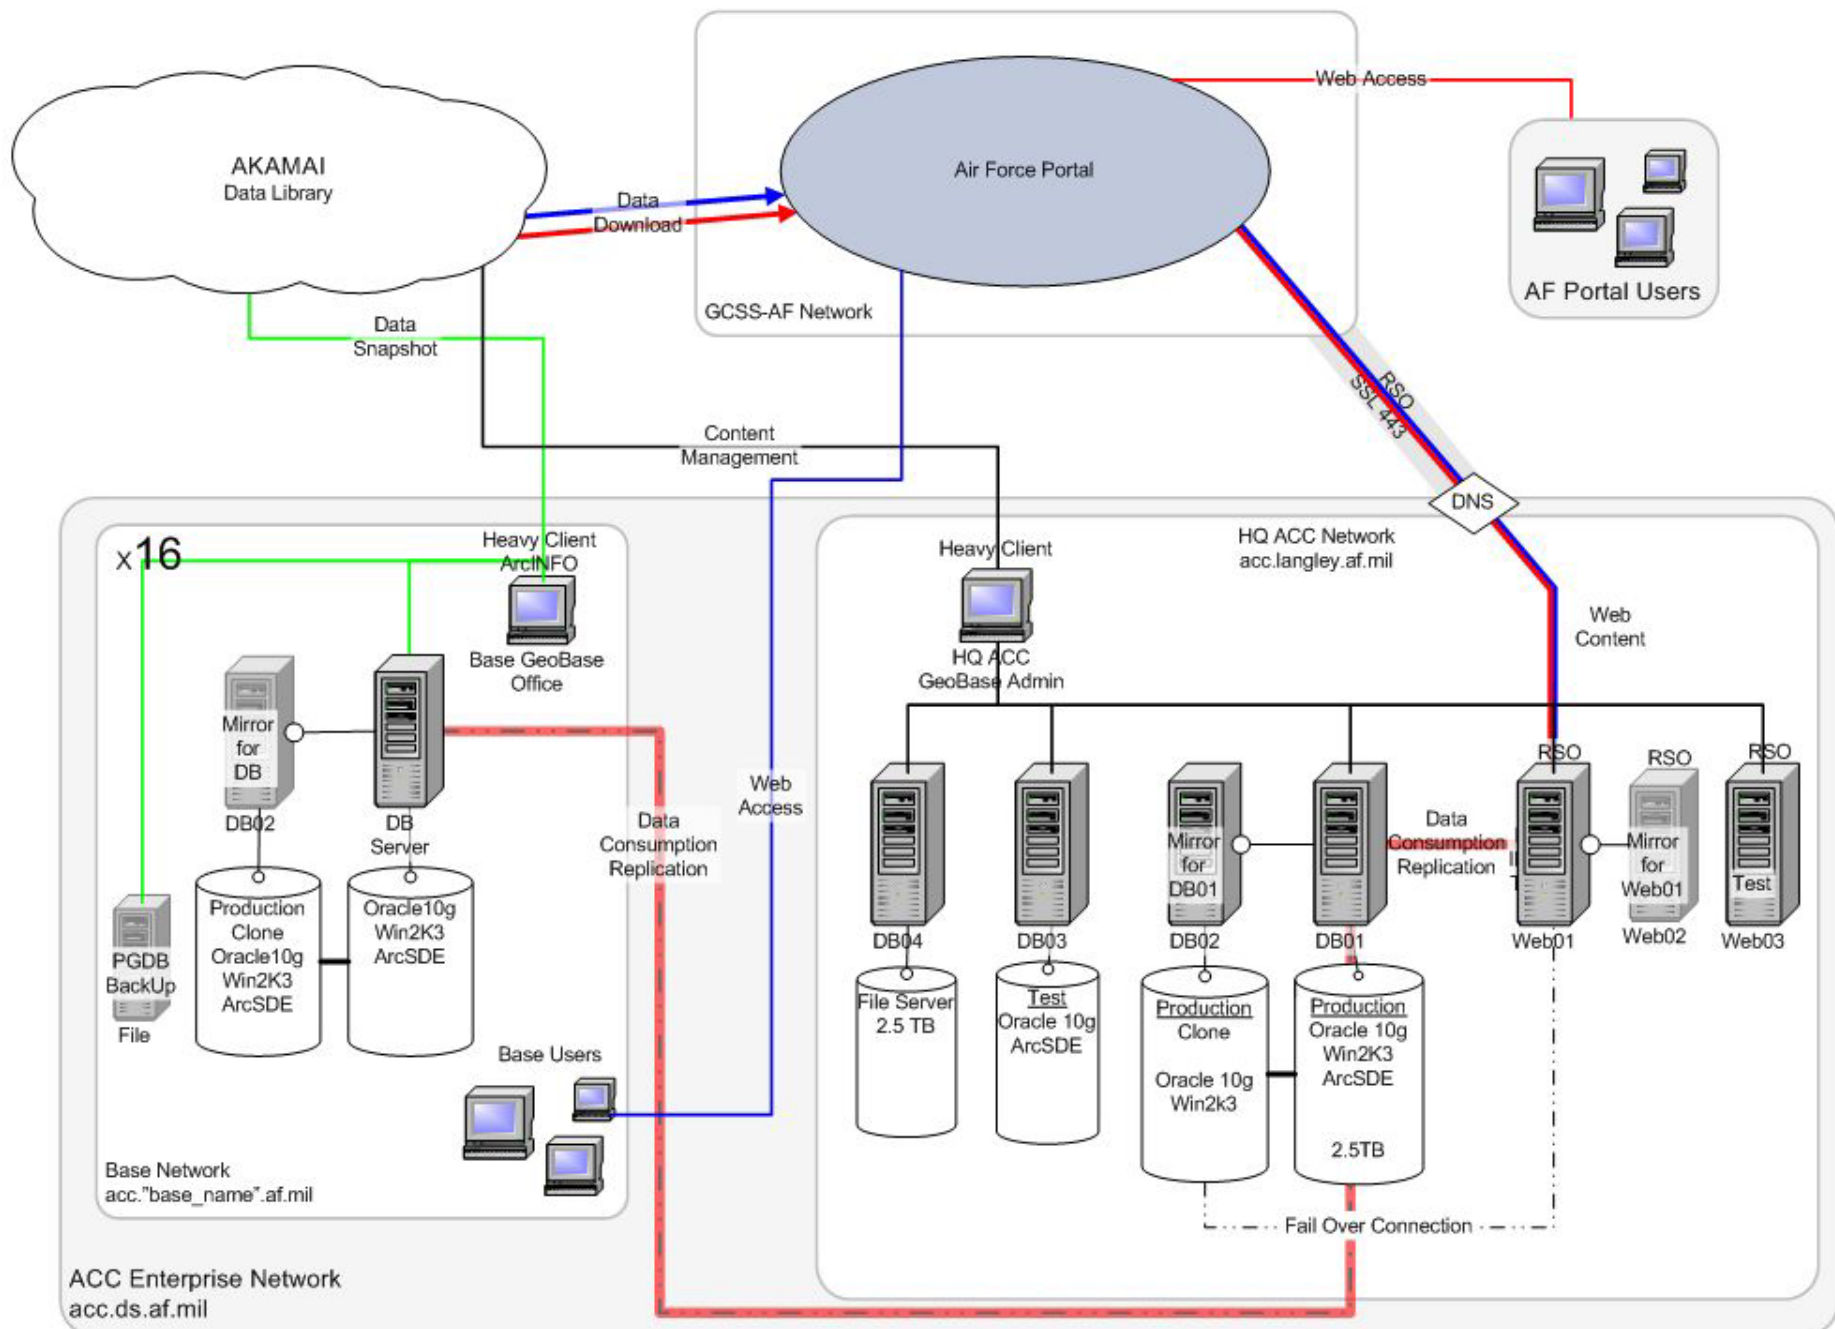 Web Access
AKAMAI
Data Library
Air Force Portal
Data
Download
AF Portal Users
GCSS-AF Network
Data
Snapshot
RSO
SSL 443
Content
Management
DNS
x16
Heavy Client
ArcINFO
Base GeoBase
Office
Heavy Client
HQ ACC
GeoBase Admin
HQ ACC Network
acc.langley.af.mil
Web
Content
Mirror
for
DB
DB02
DB
Server
Production
Clone
Oracle10g
Win2K3
ArcSDE
Oracle10g
Win2K3
ArcSDE
PGDB
BackUp
File
Base Users
Base Network
acc."base_name".af.mil
Data
Consumption
Replication
Web
Access
DB04
File Server
2.5 TB
DB03
Test
Oracle 10g
ArcSDE
Mirror
for
DB01
DB02
Production
Clone
Oracle 10g
Win2k3
DB01
Production
Oracle 10g
Win2K3
ArcSDE
2.5TB
Data
Consumption
Replication
RSO
Web01
RSO
Mirror
for
Web01
Web02
RSO
Test
Web03
Fail Over Connection
ACC Enterprise Network
acc.ds.af.mil